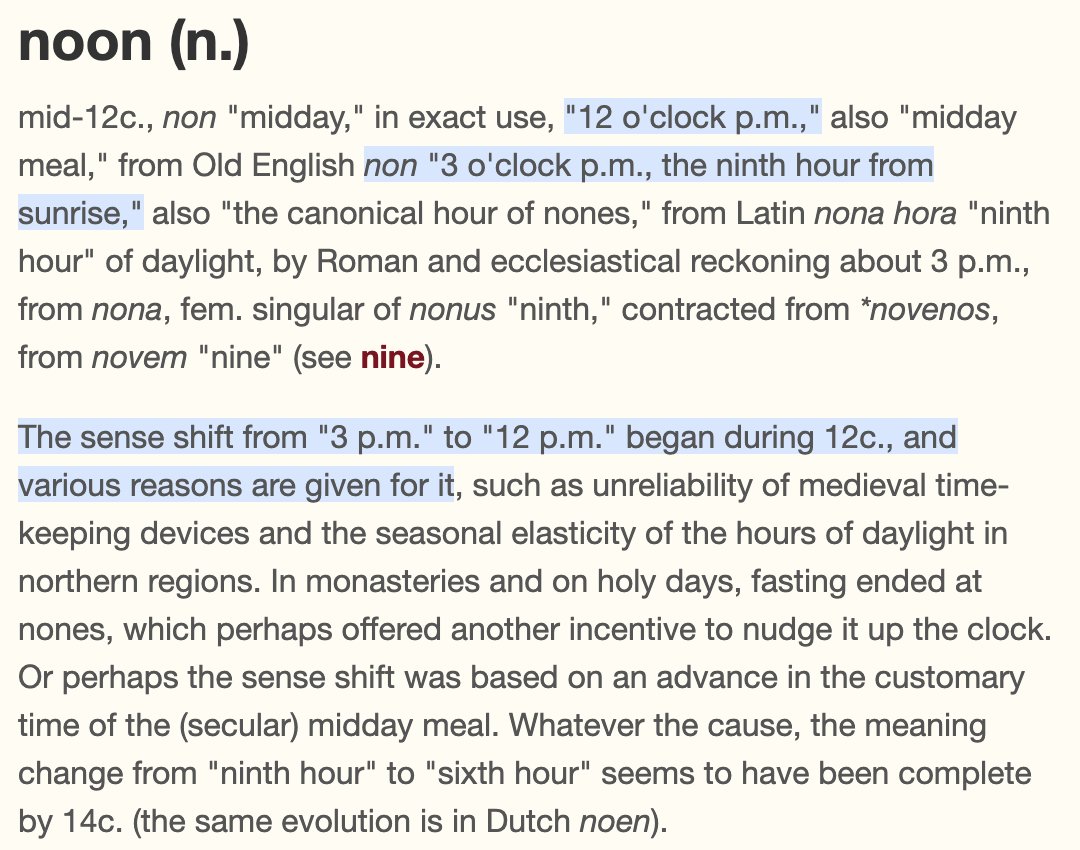 noon (n.)
mid-12c., non "midday," in exact use, "12 o'clock p.m.," also "midday
meal," from Old English non "3 o'clock p.m., the ninth hour from
sunrise," also "the canonical hour of nones," from Latin nona hora "ninth
hour" of daylight, by Roman and ecclesiastical reckoning about 3 p.m.,
from nona, fem. singular of nonus "ninth," contracted from *novenos,
from novem "nine" (see nine).
The sense shift from "3 p.m." to "12 p.m." began during 12c., and
various reasons are given for it, such as unreliability of medieval time-
keeping devices and the seasonal elasticity of the hours of daylight in
northern regions. In monasteries and on holy days, fasting ended at
nones, which perhaps offered another incentive to nudge it up the clock.
Or perhaps the sense shift was based on an advance in the customary
time of the (secular) midday meal. Whatever the cause, the meaning
change from "ninth hour" to "sixth hour" seems to have been complete
by 14c. (the same evolution is in Dutch noen).